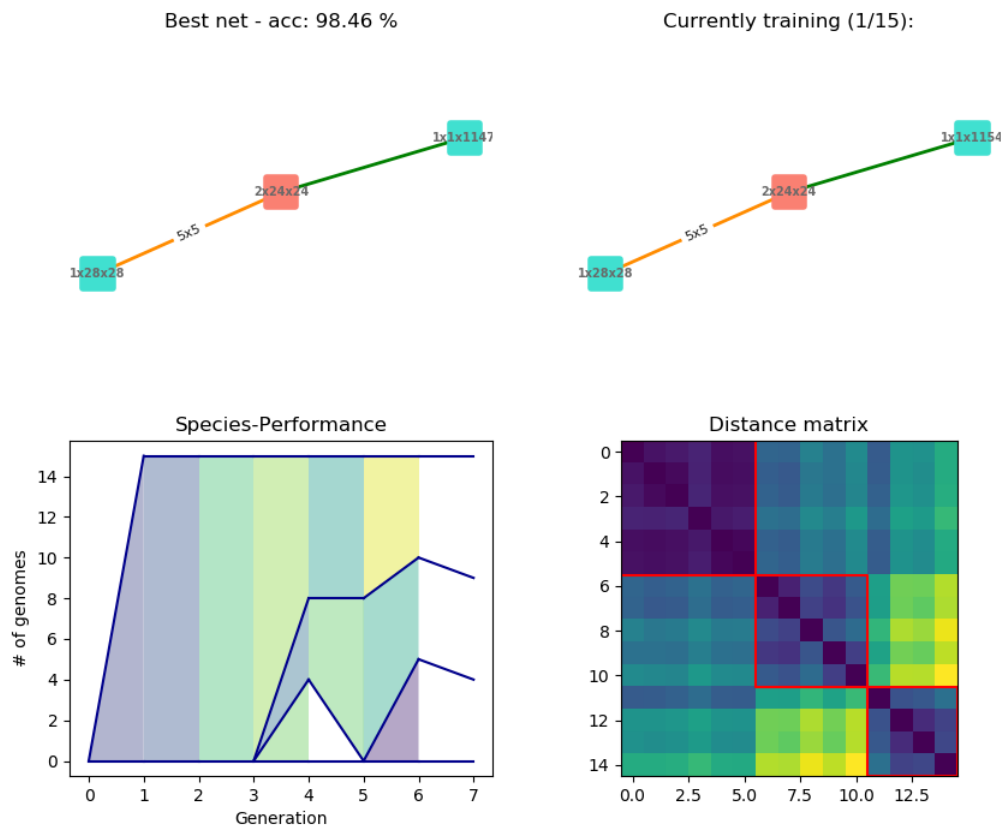 Best net - acc: 98.46 %
Currently training (1/15):
1x1x1147
2x24x24
5x5
1x28x28
1x1x1154
2x24x24
5x5
1x28x28
Species-Performance
# of genomes
14
12
10
8
6
4
2
0
0 1 2 3 4 5 6 7
Generation
Distance matrix
0
2
4
6
8
10
12
14
0.0 2.5 5.0 7.5 10.0 12.5